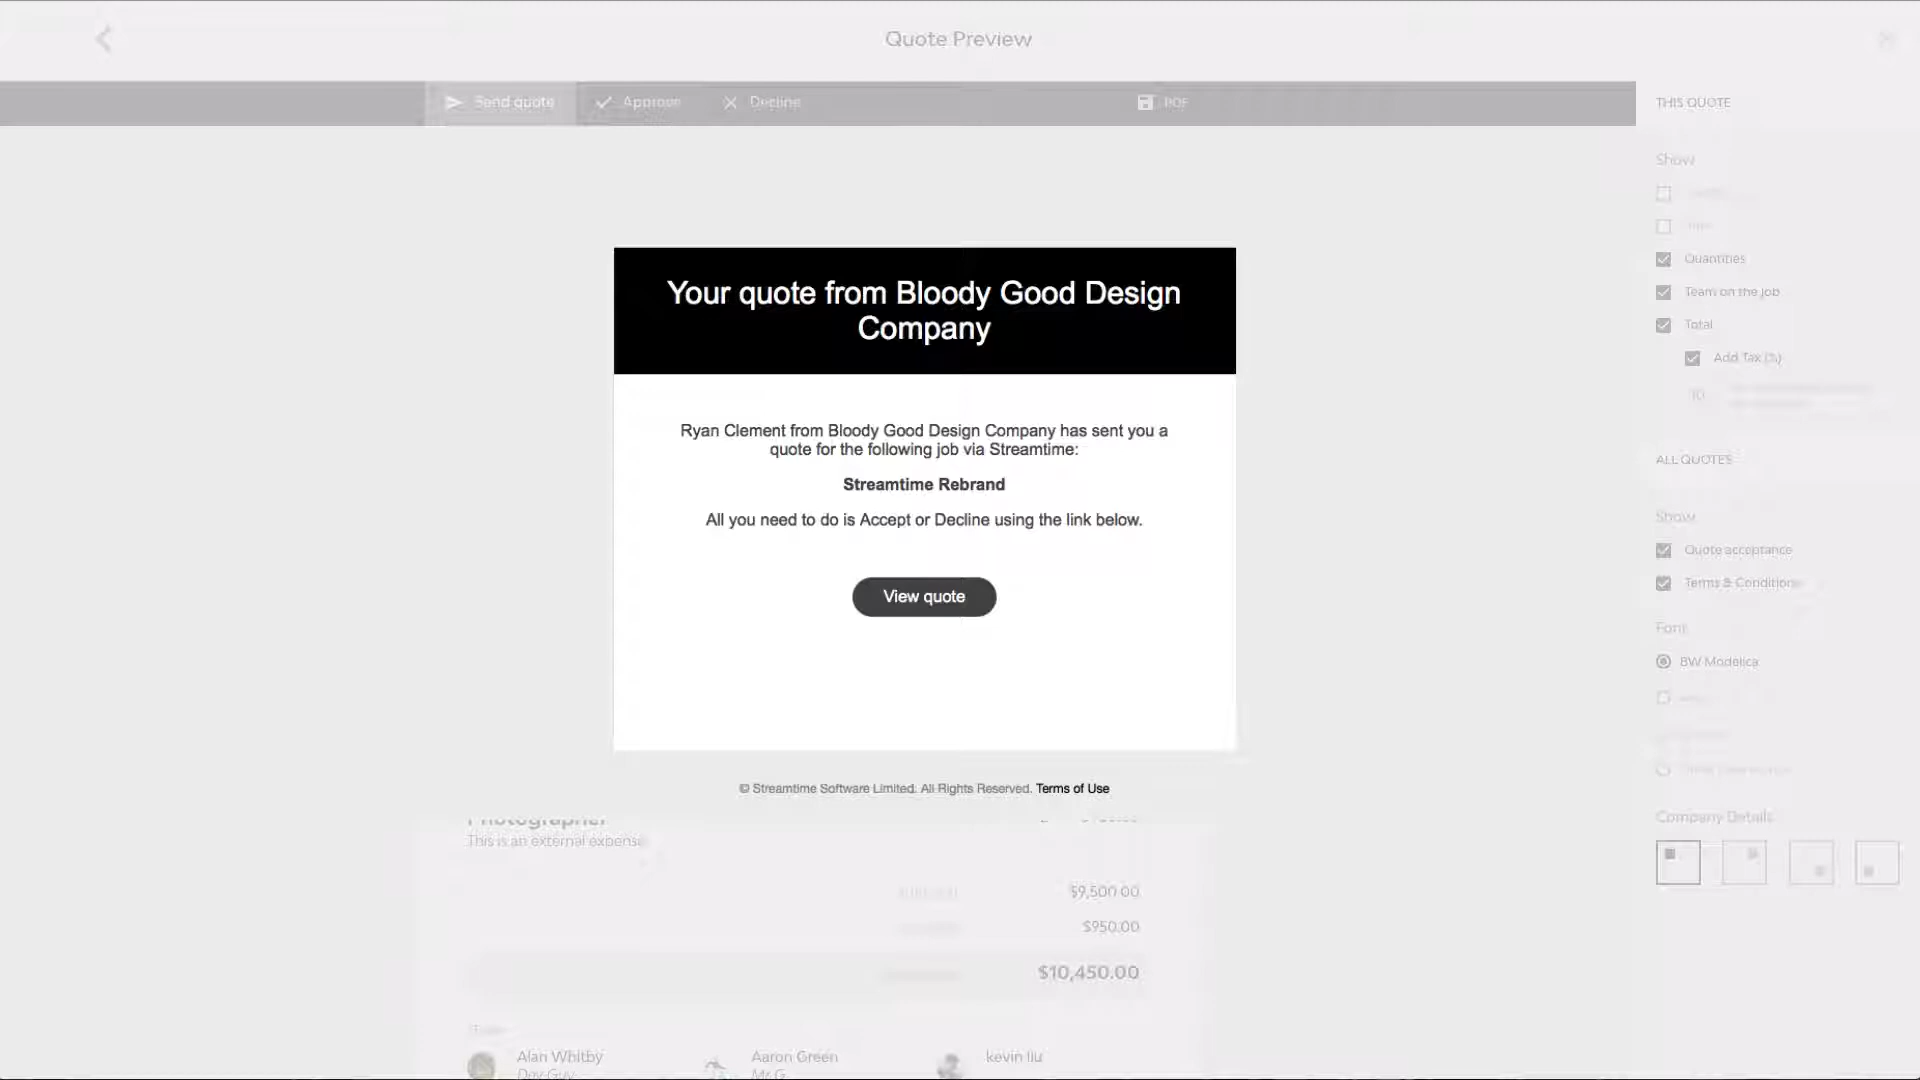 Quote Preview
Send quote
Approve
Decline
PDF
THIS QUOTE
Show
Quantities
Team on the job
Total
Add Tax (%)
10
ALL QUOTES
Show
Quote acceptance
Terms & Conditions
Font
BW Modelica
Company Details
Your quote from Bloody Good Design
Company
Ryan Clement from Bloody Good Design Company has sent you a
quote for the following job via Streamtime:
Streamtime Rebrand
All you need to do is Accept or Decline using the link below.
View quote
© Streamtime Software Limited. All Rights Reserved. Terms of Use
Photographer
This is an external expense
$9,500.00
$950.00
$10,450.00
Alan Whitby
Aaron Green
kevin liu
Dev Guy
Mr G